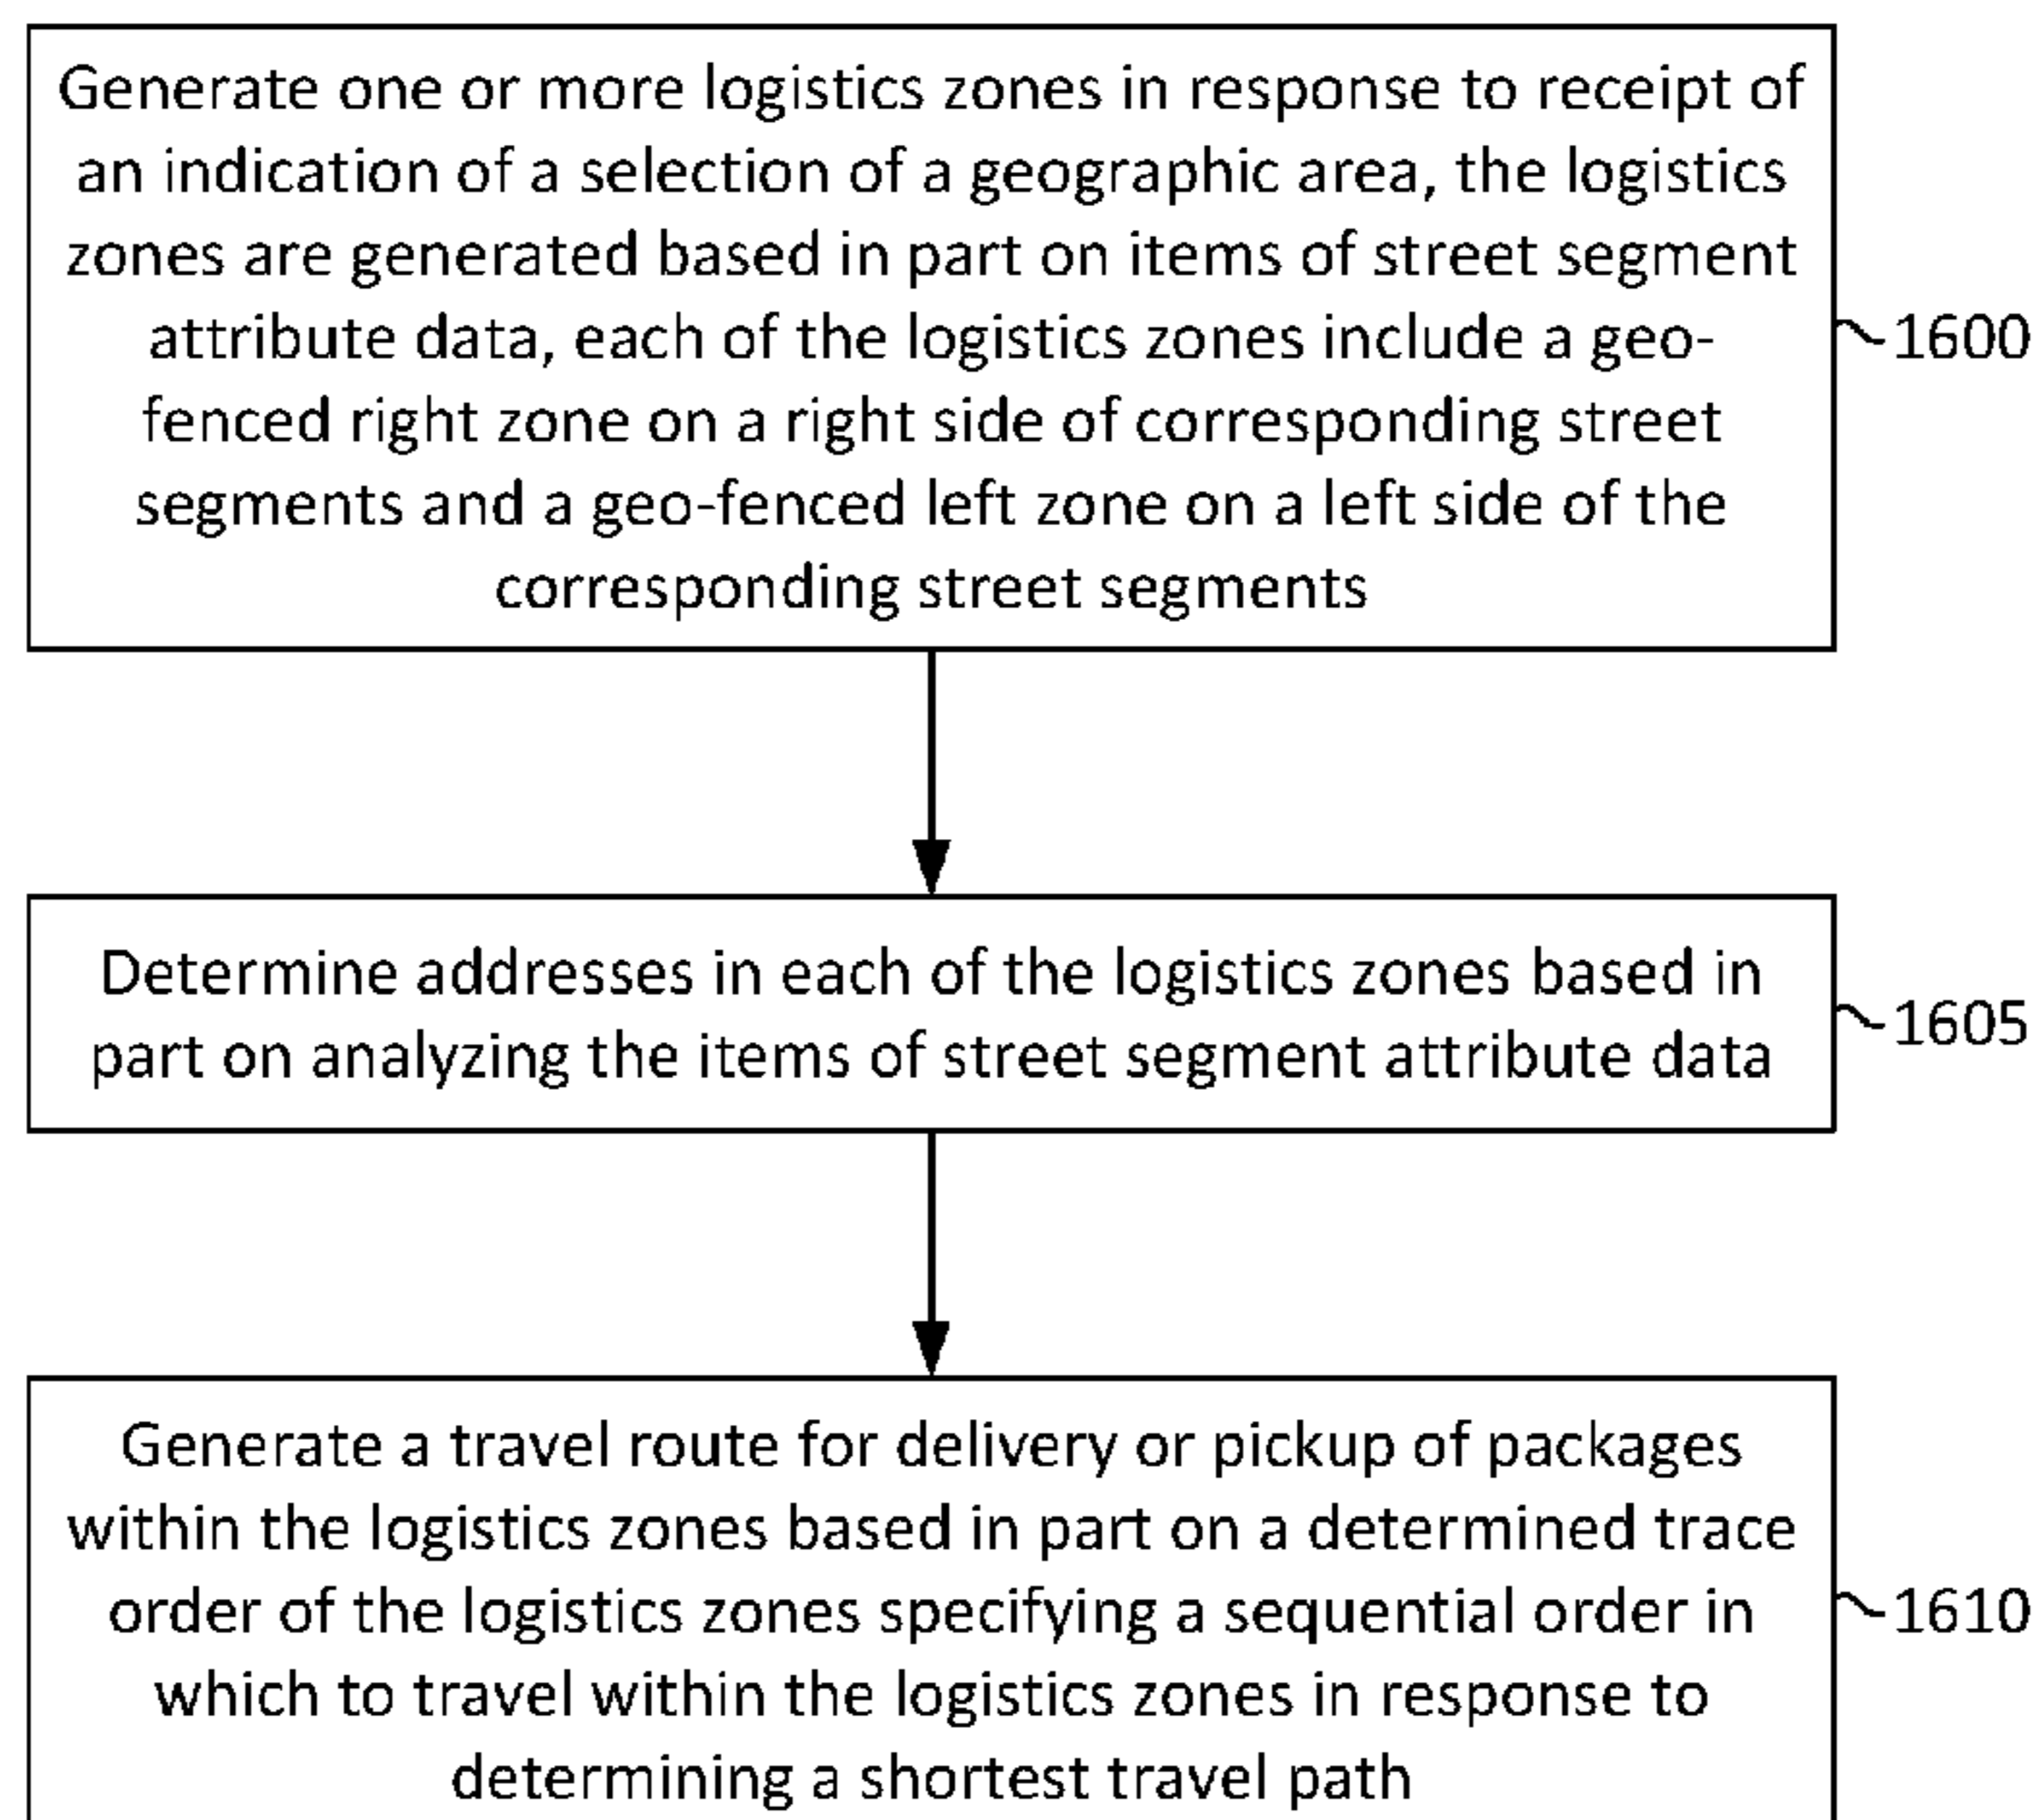 Generate one or more logistics zones in response to receipt of
an indication of a selection of a geographic area, the logistics
zones are generated based in part on items of street segment
attribute data, each of the logistics zones include a geo-
fenced right zone on a right side of corresponding street
segments and a geo-fenced left zone on a left side of the
corresponding street segments
1600
Determine addresses in each of the logistics zones based in
part on analyzing the items of street segment attribute data
1605
Generate a travel route for delivery or pickup of packages
within the logistics zones based in part on a determined trace
order of the logistics zones specifying a sequential order in
which to travel within the logistics zones in response to
determining a shortest travel path
1610